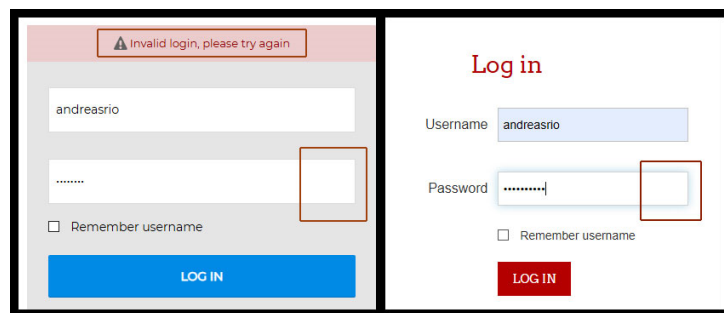 Invalid login, please try again
andreasrio
........
Remember username
LOG IN
Log in
Username andreasrio
Password ..........
Remember username
LOG IN